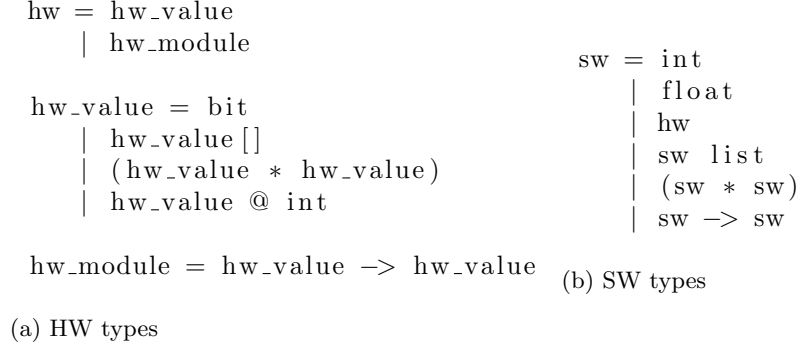 hw = hw_value
| hw_module
hw_value = bit
| hw_value[]
| (hw_value * hw_value)
| hw_value @ int
hw_module = hw_value -> hw_value
(a) HW types
sw = int
| float
| hw
| sw list
| (sw * sw)
| sw -> sw
(b) SW types